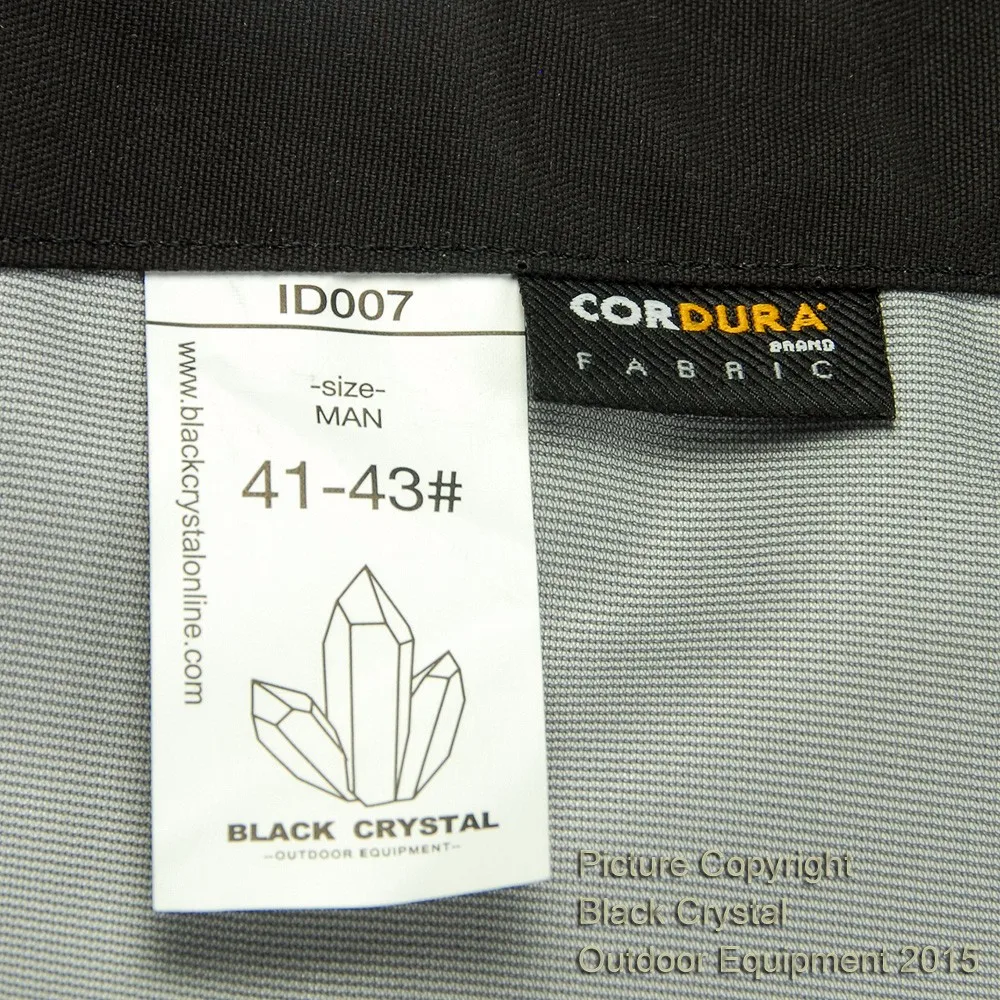 ID007
-size-
MAN
41-43#
www.blackcrystalonline.com
BLACK CRYSTAL
--OUTDOOR EQUIPMENT--
CORDURA
BRAND
FABRIC
Picture Copyright
Black Crystal
Outdoor Equipment 2015